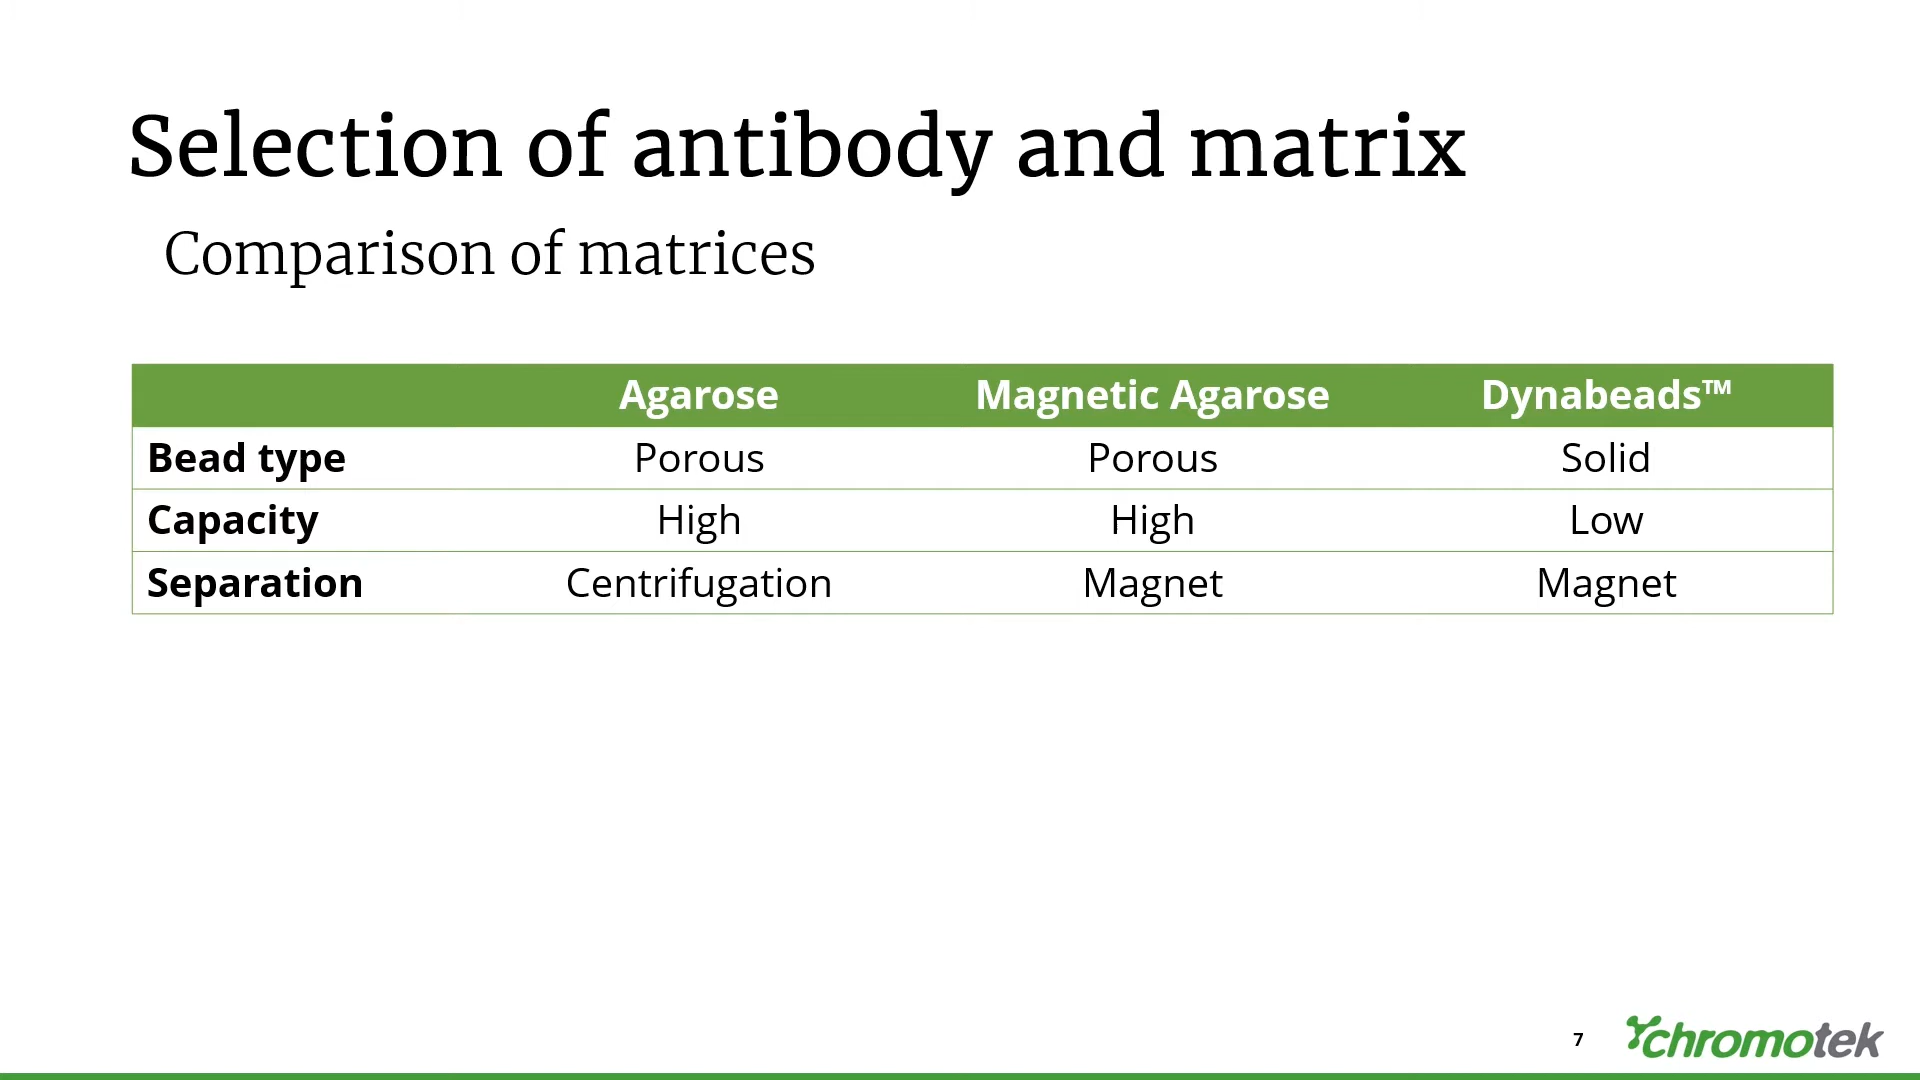 Selection of antibody and matrix
Comparison of matrices
Agarose Magnetic Agarose Dynabeads™
Bead type Porous Porous Solid
Capacity High High Low
Separation Centrifugation Magnet Magnet
7 chromotek